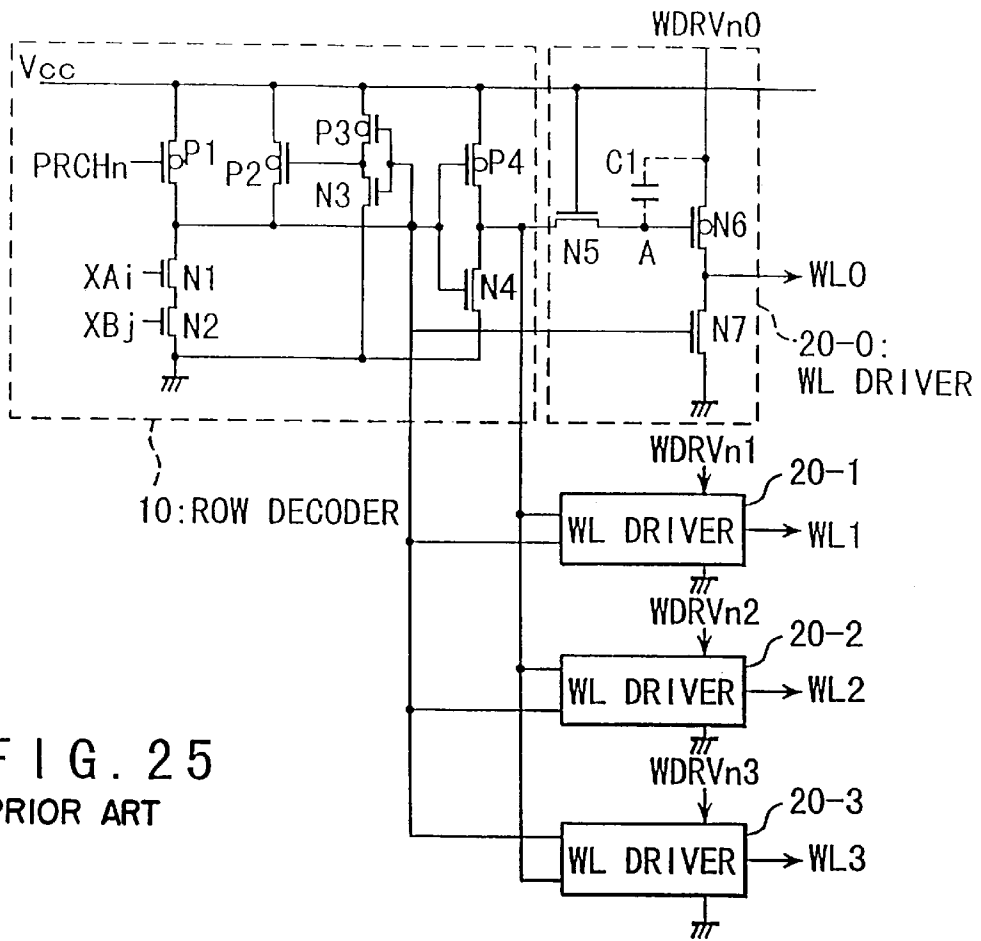 WDRVn0
Vcc
PRCHn
P1
P2
P3
N3
P4
C1
N6
N5
A
WL0
XAi
N1
N4
XBj
N2
N7
20-0:
WL DRIVER
10:ROW DECODER
WDRVn1
20-1
WL DRIVER
WL1
WDRVn2
20-2
WL DRIVER
WL2
FIG.25
PRIOR ART
WDRVn3
20-3
WL DRIVER
WL3